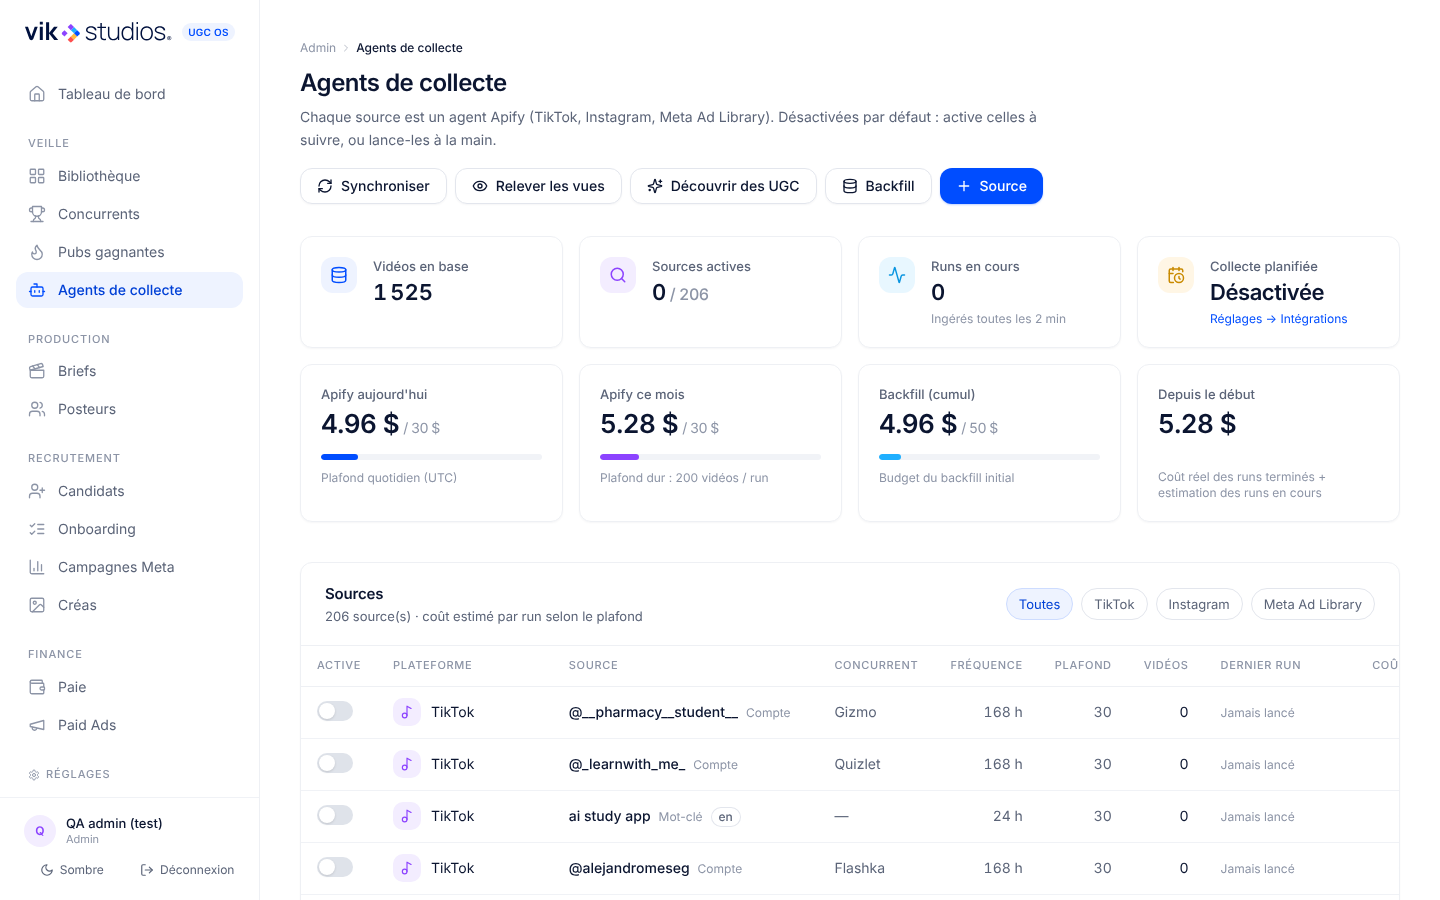 vik studios® UGC OS
Tableau de bord
VEILLE
Bibliothèque
Concurrents
Pubs gagnantes
Agents de collecte
PRODUCTION
Briefs
Posteurs
RECRUTEMENT
Candidats
Onboarding
Campagnes Meta
Créas
FINANCE
Paie
Paid Ads
RÉGLAGES
Q QA admin (test)
Admin
Sombre Déconnexion
Admin Agents de collecte
Agents de collecte
Chaque source est un agent Apify (TikTok, Instagram, Meta Ad Library). Désactivées par défaut : active celles à
suivre, ou lance-les à la main.
Synchroniser Relever les vues Découvrir des UGC Backfill + Source
Vidéos en base
1 525
Sources actives
0 / 206
Runs en cours
0
Ingérés toutes les 2 min
Collecte planifiée
Désactivée
Réglages → Intégrations
Apify aujourd'hui
4.96 $ / 30 $
Plafond quotidien (UTC)
Apify ce mois
5.28 $ / 30 $
Plafond dur : 200 vidéos / run
Backfill (cumul)
4.96 $ / 50 $
Budget du backfill initial
Depuis le début
5.28 $
Coût réel des runs terminés +
estimation des runs en cours
Sources
206 source(s) · coût estimé par run selon le plafond
Toutes TikTok Instagram Meta Ad Library
ACTIVE PLATEFORME SOURCE CONCURRENT FRÉQUENCE PLAFOND VIDÉOS DERNIER RUN COÛ
TikTok @__pharmacy__student__ Compte Gizmo 168 h 30 0 Jamais lancé
TikTok @_learnwith_me_ Compte Quizlet 168 h 30 0 Jamais lancé
TikTok ai study app Mot-clé en — 24 h 30 0 Jamais lancé
TikTok @alejandromeseg Compte Flashka 168 h 30 0 Jamais lancé